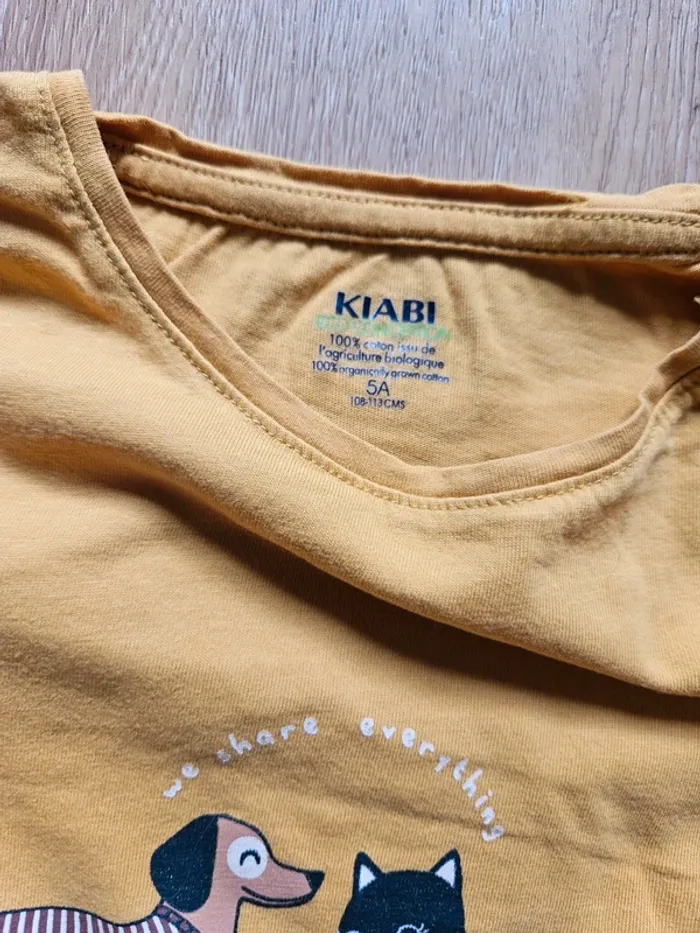 KIABI
100% coton issu de
l'agriculture biologique
100% organically grown cotton
5A
108-113CMS
we share everything